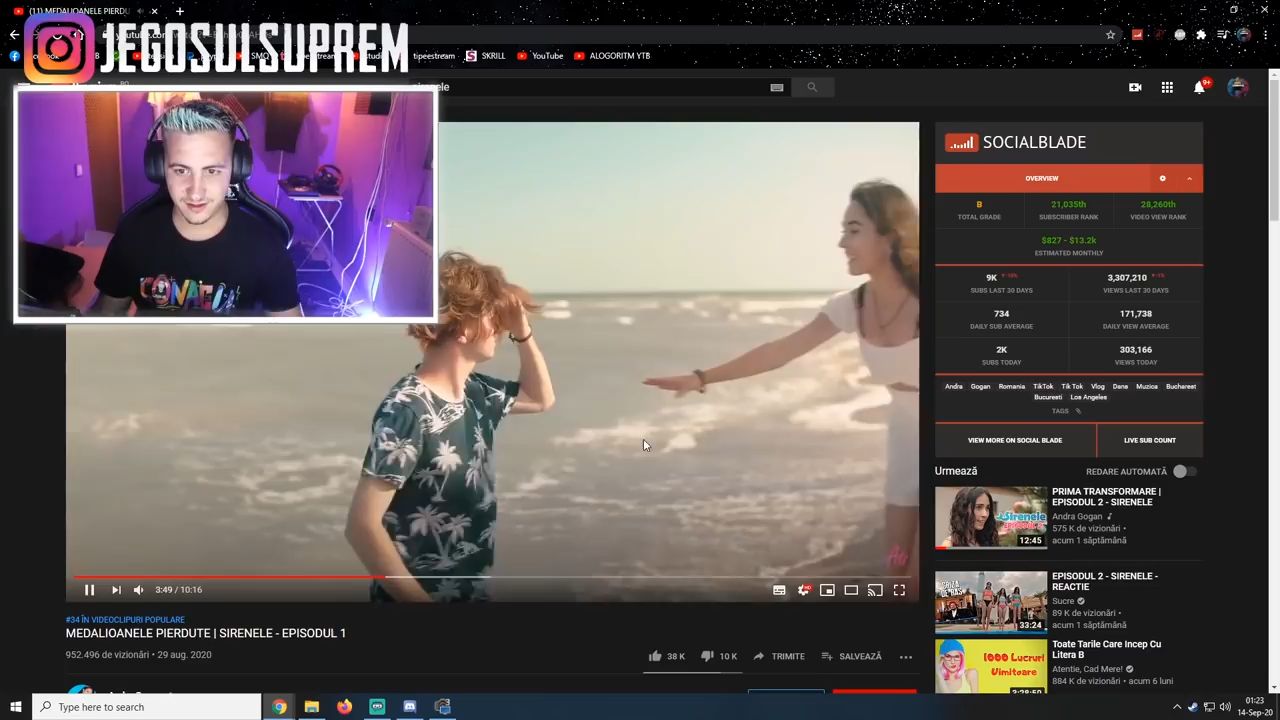 (11) MEDALIOANELE PIERDU
JEGOSULSUPREM
tipeestream
SKRILL
YouTube
ALOGORITM YTB
9+
SOCIALBLADE
OVERVIEW
B
TOTAL GRADE
21,035th
SUBSCRIBER RANK
28,260th
VIDEO VIEW RANK
$827 - $13.2k
ESTIMATED MONTHLY
9K
SUBS LAST 30 DAYS
3,307,210
VIEWS LAST 30 DAYS
734
DAILY SUB AVERAGE
171,738
DAILY VIEW AVERAGE
2K
SUBS TODAY
303,166
VIEWS TODAY
Andra Gogan Romania TikTok Tik Tok Vlog Dans Muzica Bucharest
Bucuresti Los Angeles
TAGS
VIEW MORE ON SOCIAL BLADE
LIVE SUB COUNT
Urmează
REDARE AUTOMATĂ
PRIMA TRANSFORMARE |
EPISODUL 2 - SIRENELE
Andra Gogan
575 K de vizionări •
acum 1 săptămână
12:45
EPISODUL 2 - SIRENELE -
REACTIE
Sucre
89 K de vizionări •
acum 1 săptămână
33:24
Toate Tarile Care Incep Cu
Litera B
Atentie, Cad Mere!
884 K de vizionări • acum 6 luni
1000 Lucruri
Uimitoare
3:28:50
3:49 / 10:16
#34 ÎN VIDEOCLIPURI POPULARE
MEDALIOANELE PIERDUTE | SIRENELE - EPISODUL 1
952.496 de vizionări • 29 aug. 2020
38 K
10 K
TRIMITE
SALVEAZĂ
Type here to search
01:23
14-Sep-20